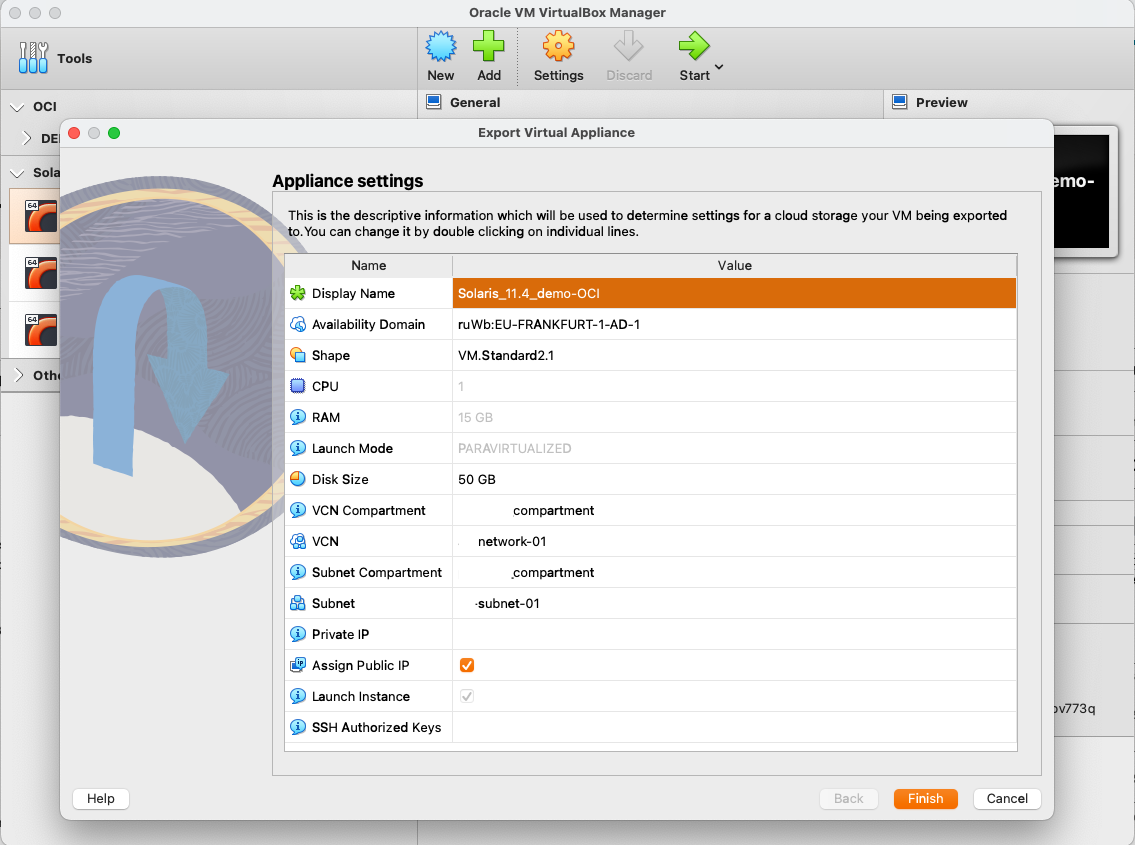 Oracle VM VirtualBox Manager
Tools
New
Add
Settings
Discard
Start
OCI
General
Preview
DE
Export Virtual Appliance
Sola
64
64
64
Othe
emo-
Appliance settings
This is the descriptive information which will be used to determine settings for a cloud storage your VM being exported
to.You can change it by double clicking on individual lines.
Name Value
Display Name Solaris_11.4_demo-OCI
Availability Domain ruWb:EU-FRANKFURT-1-AD-1
Shape VM.Standard2.1
CPU 1
RAM 15 GB
Launch Mode PARAVIRTUALIZED
Disk Size 50 GB
VCN Compartment compartment
VCN network-01
Subnet Compartment _compartment
Subnet -subnet-01
Private IP
Assign Public IP
Launch Instance
SSH Authorized Keys
ov773q
Help
Back
Finish
Cancel